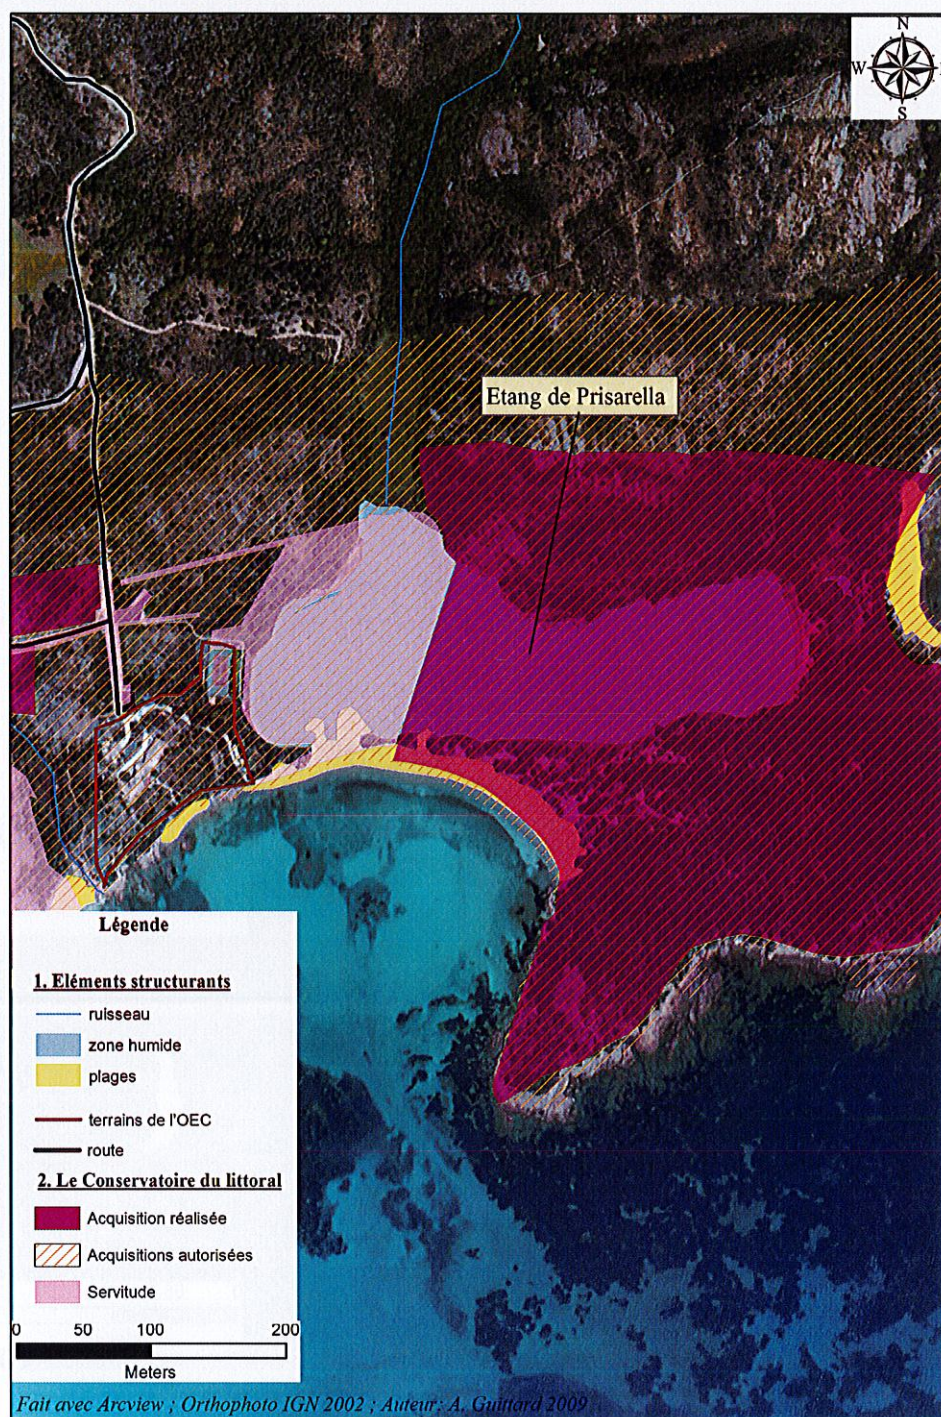 N
W
S
Etang de Prisarella
Légende
1. Eléments structurants
ruisseau
zone humide
plages
terrains de l'OEC
route
2. Le Conservatoire du littoral
Acquisition réalisée
Acquisitions autorisées
Servitude
0 50 100 200
Meters
Fait avec Arcview ; Orthophoto IGN 2002 ; Auteur: A. Guittard 2009